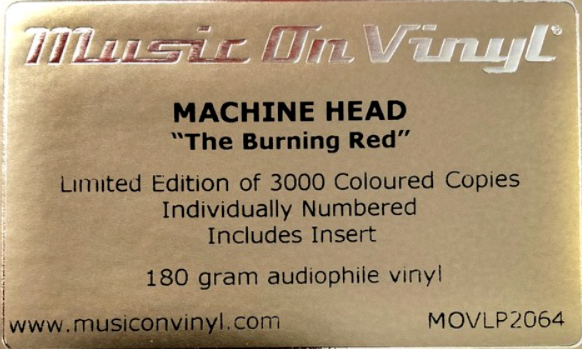 Music On Vinyl®
MACHINE HEAD
"The Burning Red"
Limited Edition of 3000 Coloured Copies
Individually Numbered
Includes Insert
180 gram audiophile vinyl
www.musiconvinyl.com MOVLP2064